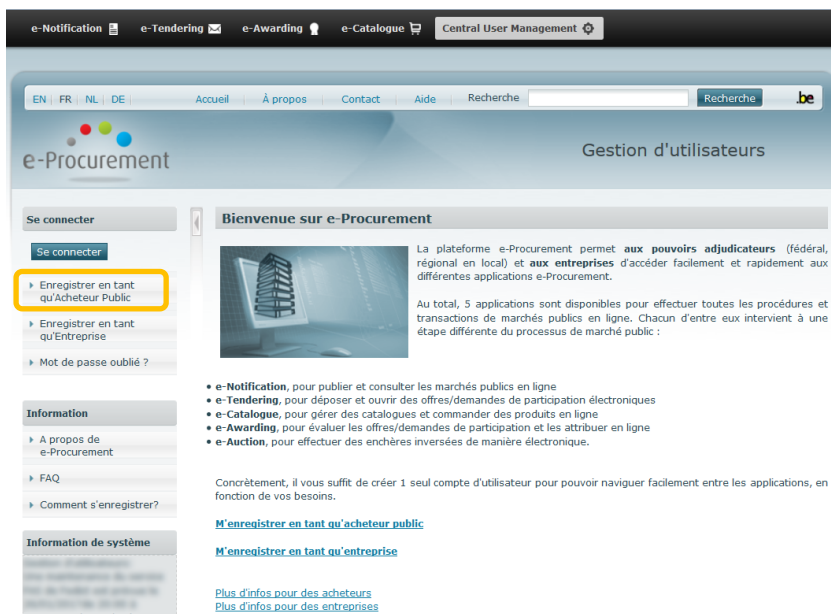 e-Notification e-Tendering e-Awarding e-Catalogue Central User Management
EN FR NL DE Accueil À propos Contact Aide Recherche Recherche .be
e-Procurement
Gestion d'utilisateurs
Se connecter
Se connecter
Enregistrer en tant
qu'Acheteur Public
Enregistrer en tant
qu'Entreprise
Mot de passe oublié ?
Information
A propos de
e-Procurement
FAQ
Comment s'enregistrer?
Information de système
Bienvenue sur e-Procurement
La plateforme e-Procurement permet aux pouvoirs adjudicateurs (fédéral,
régional en local) et aux entreprises d'accéder facilement et rapidement aux
différentes applications e-Procurement.
Au total, 5 applications sont disponibles pour effectuer toutes les procédures et
transactions de marchés publics en ligne. Chacun d'entre eux intervient à une
étape différente du processus de marché public :
• e-Notification, pour publier et consulter les marchés publics en ligne
• e-Tendering, pour déposer et ouvrir des offres/demandes de participation électroniques
• e-Catalogue, pour gérer des catalogues et commander des produits en ligne
• e-Awarding, pour évaluer les offres/demandes de participation et les attribuer en ligne
• e-Auction, pour effectuer des enchères inversées de manière électronique.
Concrètement, il vous suffit de créer 1 seul compte d'utilisateur pour pouvoir naviguer facilement entre les applications, en
fonction de vos besoins.
M'enregistrer en tant qu'acheteur public
M'enregistrer en tant qu'entreprise
Plus d'infos pour des acheteurs
Plus d'infos pour des entreprises